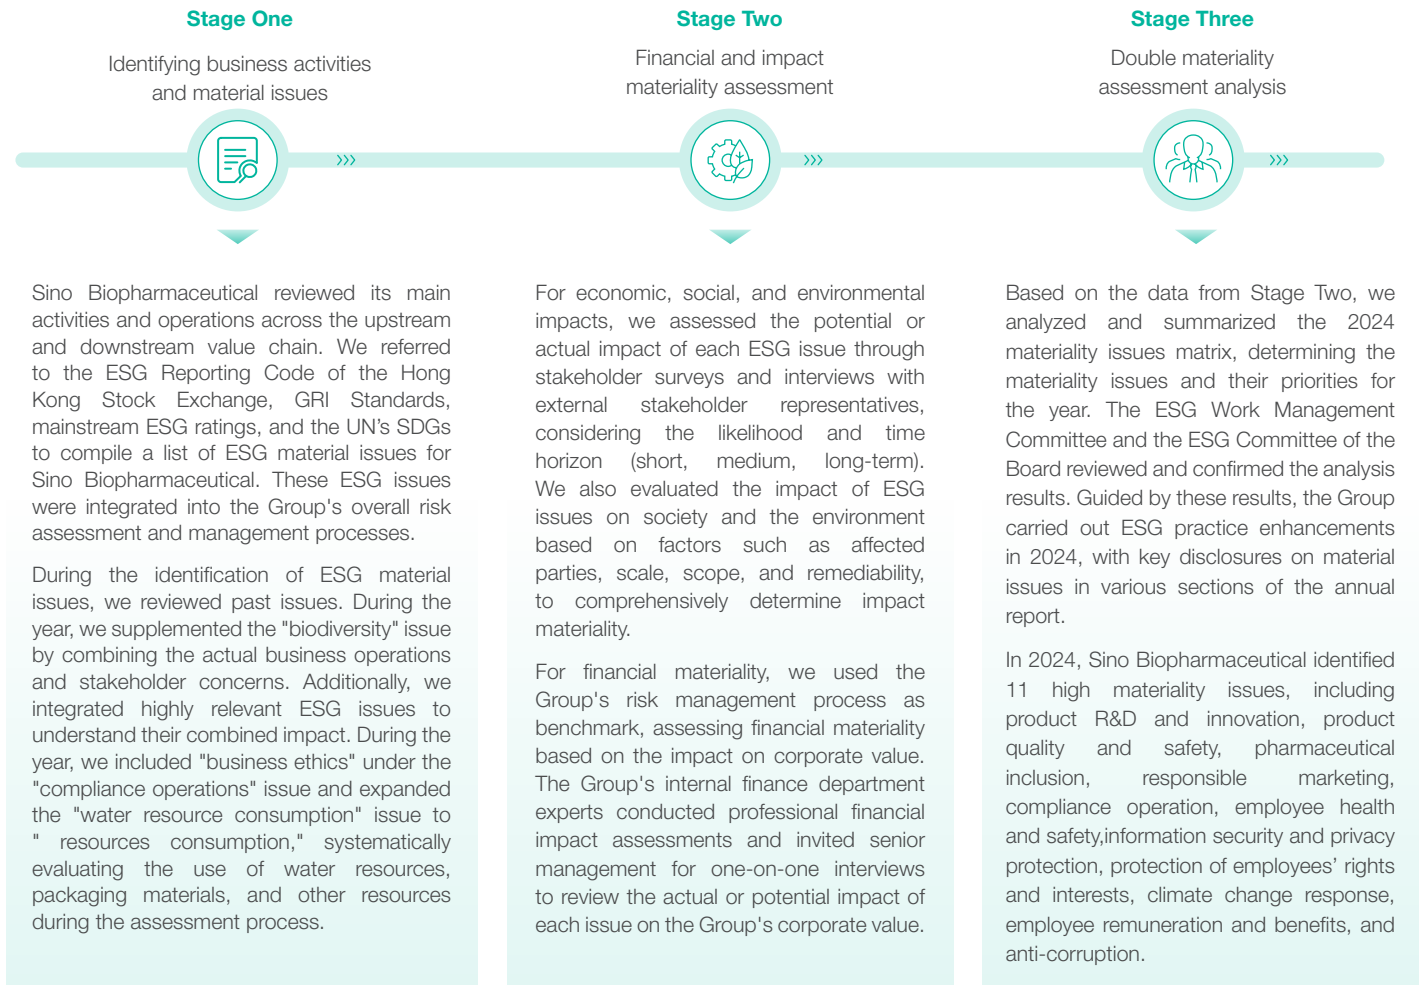 Stage One
Identifying business activities
and material issues
Sino Biopharmaceutical reviewed its main
activities and operations across the upstream
and downstream value chain. We referred
to the ESG Reporting Code of the Hong
Kong Stock Exchange, GRI Standards,
mainstream ESG ratings, and the UN’s SDGs
to compile a list of ESG material issues for
Sino Biopharmaceutical. These ESG issues
were integrated into the Group's overall risk
assessment and management processes.
During the identification of ESG material
issues, we reviewed past issues. During the
year, we supplemented the "biodiversity" issue
by combining the actual business operations
and stakeholder concerns. Additionally, we
integrated highly relevant ESG issues to
understand their combined impact. During the
year, we included "business ethics" under the
"compliance operations" issue and expanded
the "water resource consumption" issue to
" resources consumption," systematically
evaluating the use of water resources,
packaging materials, and other resources
during the assessment process.
Stage Two
Financial and impact
materiality assessment
For economic, social, and environmental
impacts, we assessed the potential or
actual impact of each ESG issue through
stakeholder surveys and interviews with
external stakeholder representatives,
considering the likelihood and time
horizon (short, medium, long-term).
We also evaluated the impact of ESG
issues on society and the environment
based on factors such as affected
parties, scale, scope, and remediability,
to comprehensively determine impact
materiality.
For financial materiality, we used the
Group's risk management process as
benchmark, assessing financial materiality
based on the impact on corporate value.
The Group's internal finance department
experts conducted professional financial
impact assessments and invited senior
management for one-on-one interviews
to review the actual or potential impact of
each issue on the Group's corporate value.
Stage Three
Double materiality
assessment analysis
Based on the data from Stage Two, we
analyzed and summarized the 2024
materiality issues matrix, determining the
materiality issues and their priorities for
the year. The ESG Work Management
Committee and the ESG Committee of the
Board reviewed and confirmed the analysis
results. Guided by these results, the Group
carried out ESG practice enhancements
in 2024, with key disclosures on material
issues in various sections of the annual
report.
In 2024, Sino Biopharmaceutical identified
11 high materiality issues, including
product R&D and innovation, product
quality and safety, pharmaceutical
inclusion, responsible marketing,
compliance operation, employee health
and safety,information security and privacy
protection, protection of employees’ rights
and interests, climate change response,
employee remuneration and benefits, and
anti-corruption.